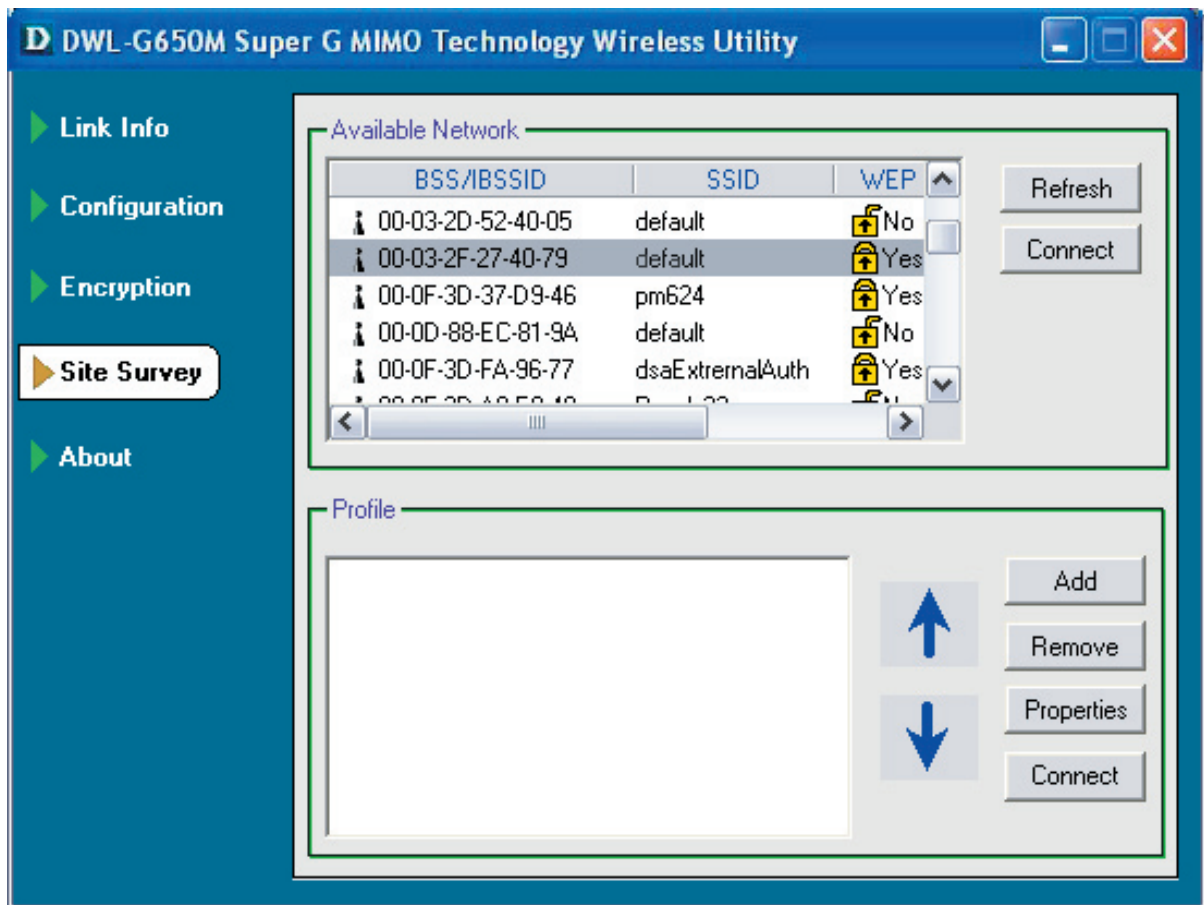 D DWL-G650M Super G MIMO Technology Wireless Utility
Link Info
Configuration
Encryption
Site Survey
About
Available Network
BSS/IBSSID SSID WEP
00-03-2D-52-40-05 default No
00-03-2F-27-40-79 default Yes
00-0F-3D-37-D9-46 pm624 Yes
00-0D-88-EC-81-9A default No
00-0F-3D-FA-96-77 dsaExtrernalAuth Yes
Refresh
Connect
Profile
Add
Remove
Properties
Connect